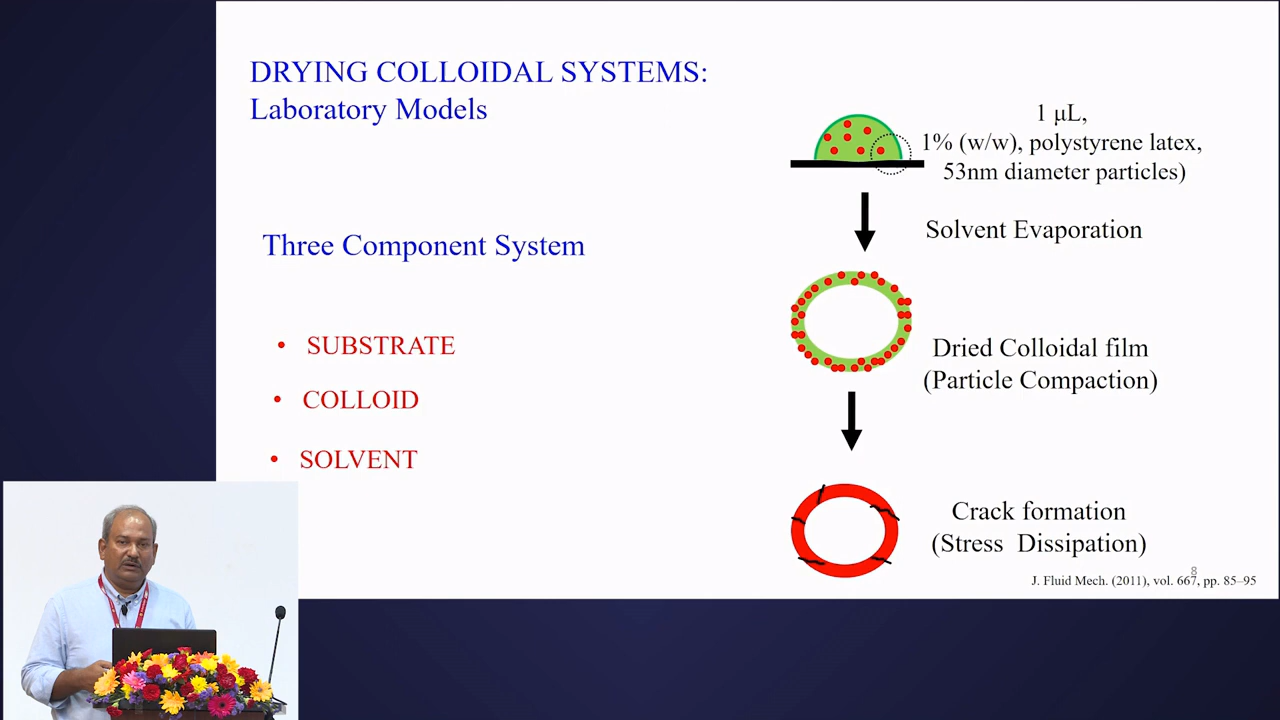 DRYING COLLOIDAL SYSTEMS:
Laboratory Models
Three Component System
• SUBSTRATE
• COLLOID
• SOLVENT
1 μL,
1% (w/w), polystyrene latex,
53nm diameter particles)
Solvent Evaporation
Dried Colloidal film
(Particle Compaction)
Crack formation
(Stress Dissipation)
8
J. Fluid Mech. (2011), vol. 667, pp. 85–95